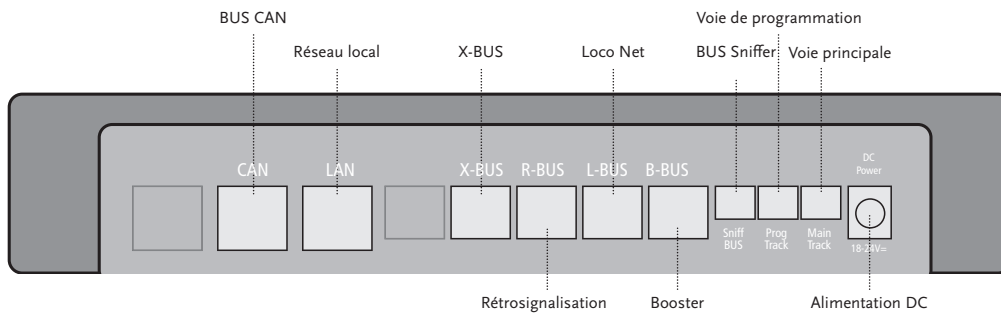 BUS CAN
Voie de programmation
Réseau local
X-BUS
Loco Net
BUS Sniffer
Voie principale
CAN
LAN
X-BUS
R-BUS
L-BUS
B-BUS
DC
Power
Sniff
BUS
Prog
Track
Main
Track
18-24V=
Rétrosignalisation
Booster
Alimentation DC